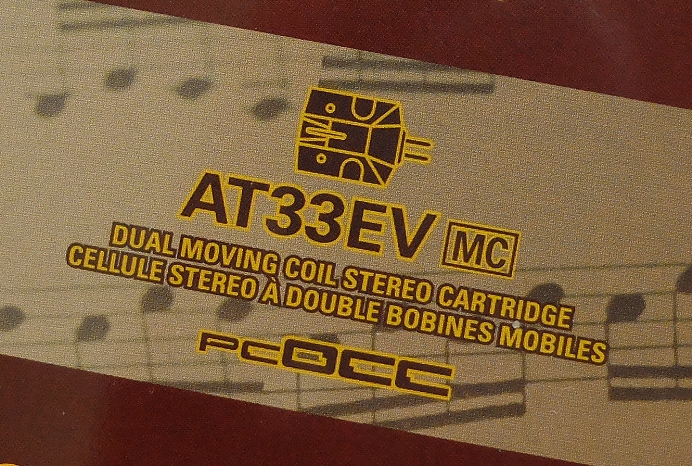 AT33EV MC
DUAL MOVING COIL STEREO CARTRIDGE
CELLULE STEREO À DOUBLE BOBINES MOBILES
PCOCC